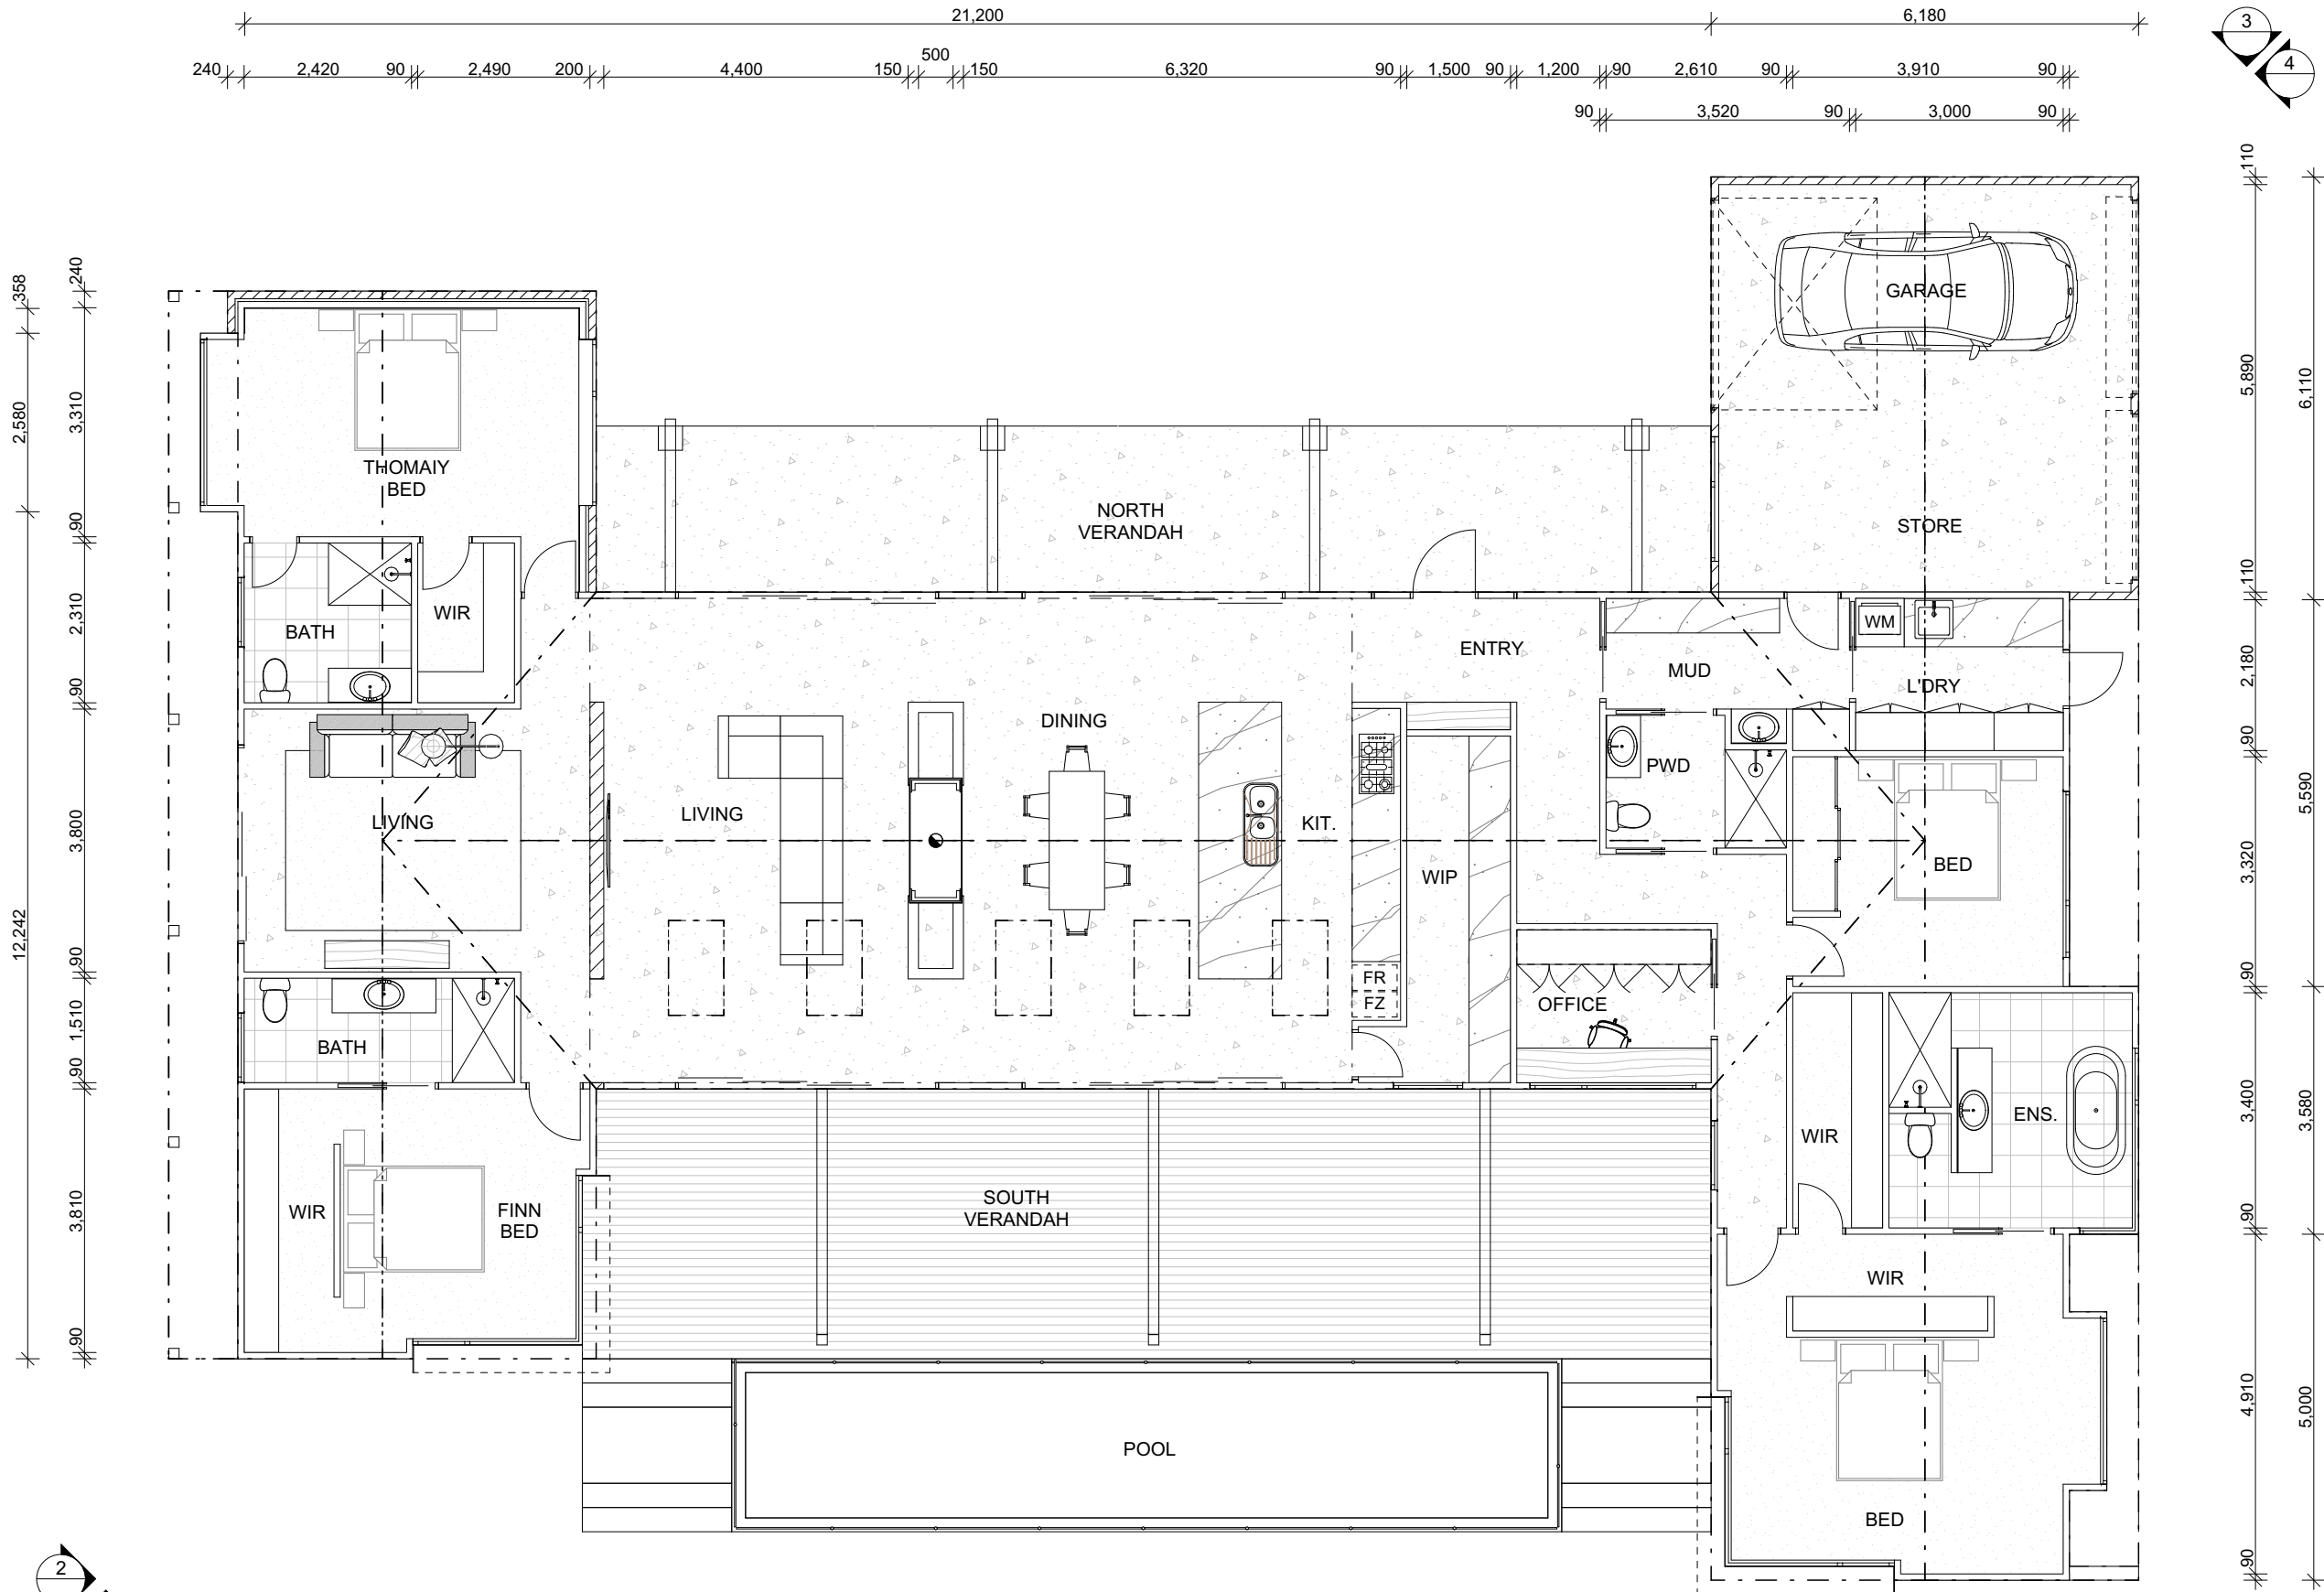 21,200 6,180
3
4
240 2,420 90 2,490 200 4,400 150 500 150 6,320 90 1,500 90 1,200 90 2,610 90 3,910 90
90 3,520 90 3,000 90
358
2,580
12,242
240
3,310
90
2,310
90
3,800
90
1,510
90
3,810
90
110
5,890
110
2,180
90
3,320
90
3,400
90
4,910
90
6,110
5,590
3,580
5,000
GARAGE
THOMAIY
BED
NORTH
VERANDAH
STORE
WIR
BATH
ENTRY
WM
MUD
L'DRY
DINING
PWD
LIVING
LIVING
KIT.
WIP
BED
FR
FZ
OFFICE
BATH
ENS.
WIR
WIR
FINN
BED
SOUTH
VERANDAH
WIR
POOL
BED
2